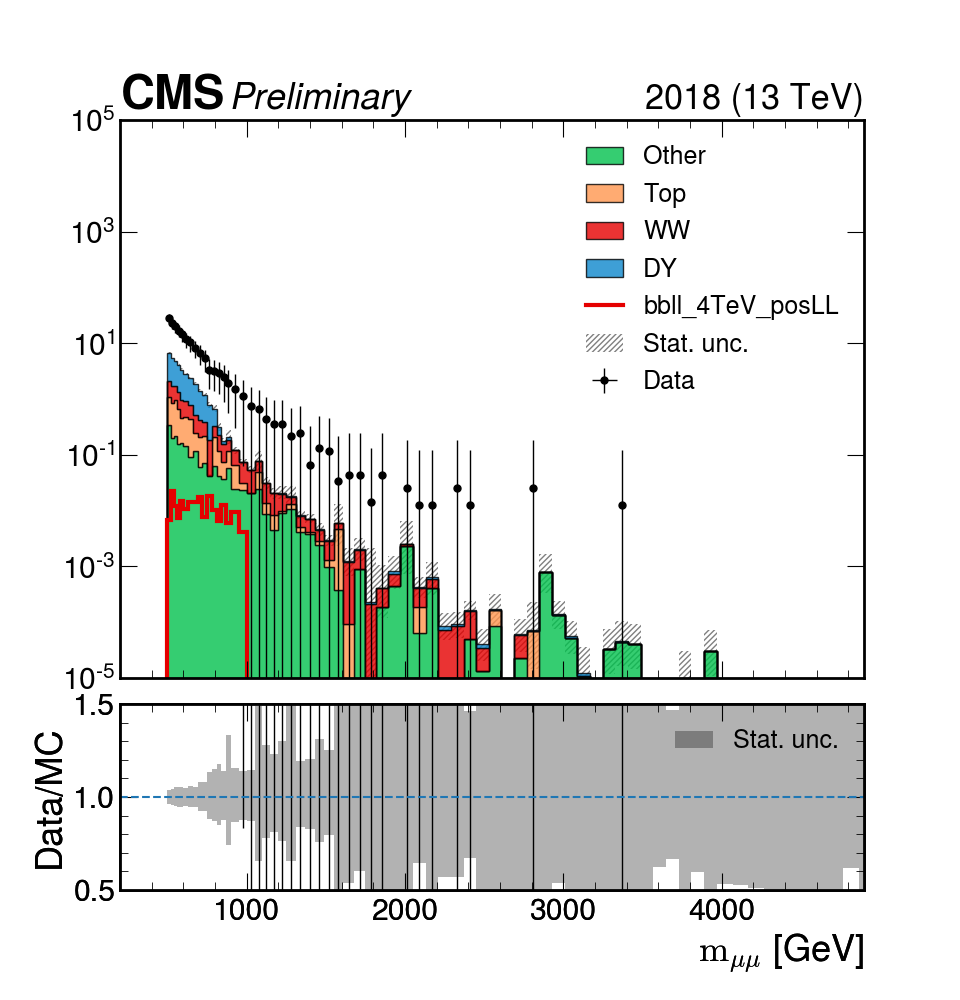 CMS Preliminary 2018 (13 TeV)
10^5
Other
Top
10^3
WW
DY
bbll_4TeV_posLL
10^1
Stat. unc.
Data
10^-1
10^-3
10^-5
1.5
Stat. unc.
Data/MC
1.0
0.5
1000 2000 3000 4000
m_μμ [GeV]